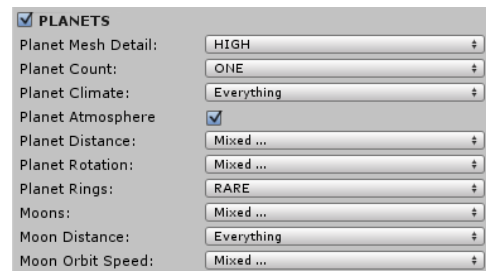 PLANETS
Planet Mesh Detail: HIGH
Planet Count: ONE
Planet Climate: Everything
Planet Atmosphere
Planet Distance: Mixed ...
Planet Rotation: Mixed ...
Planet Rings: RARE
Moons: Mixed ...
Moon Distance: Everything
Moon Orbit Speed: Mixed ...